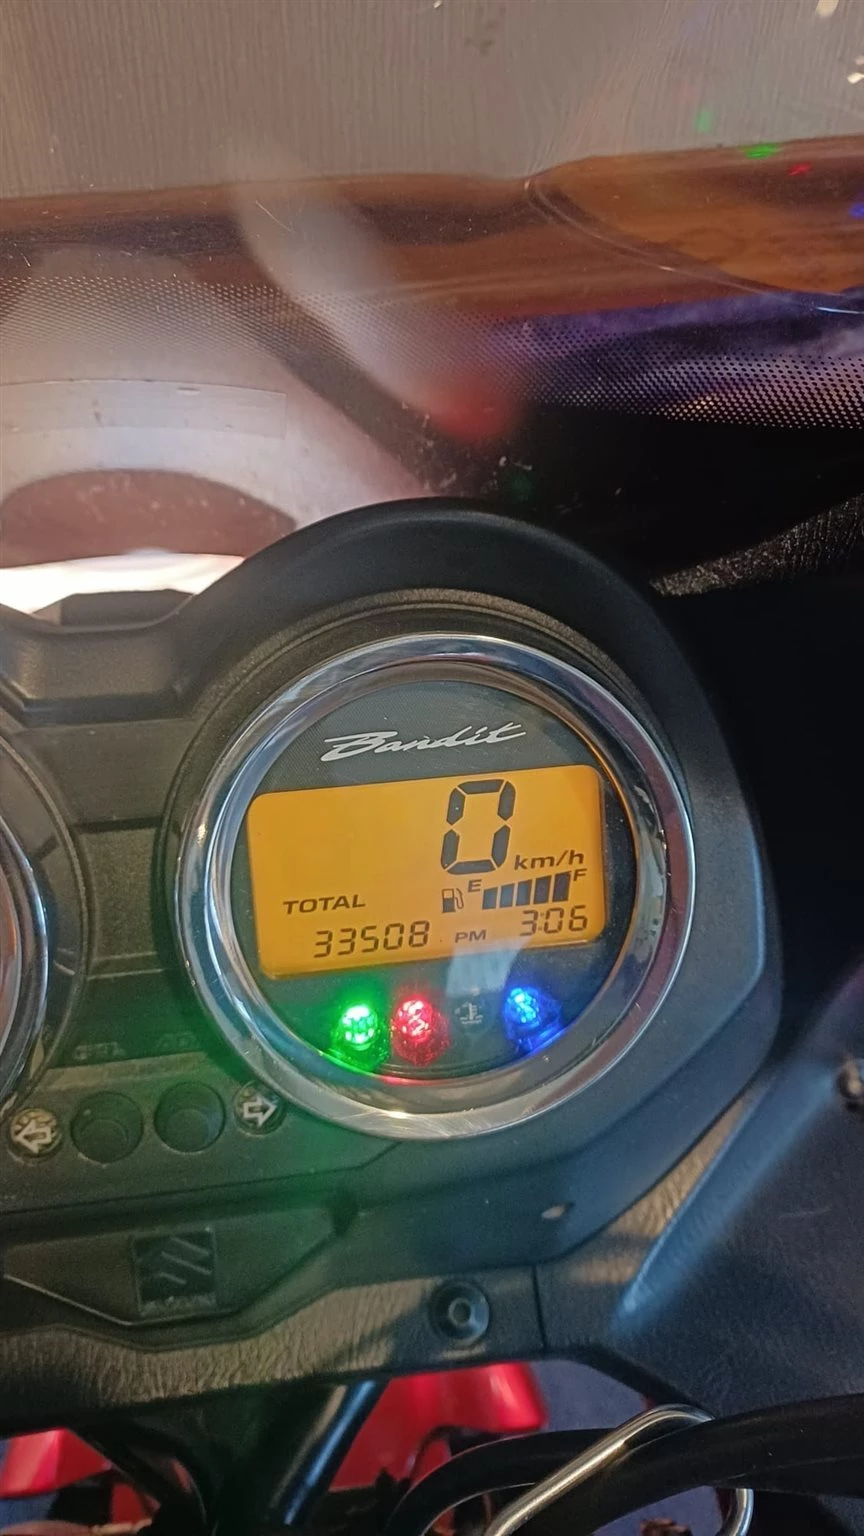 Bandit
0 km/h
E F
TOTAL
33508 PM 3:06